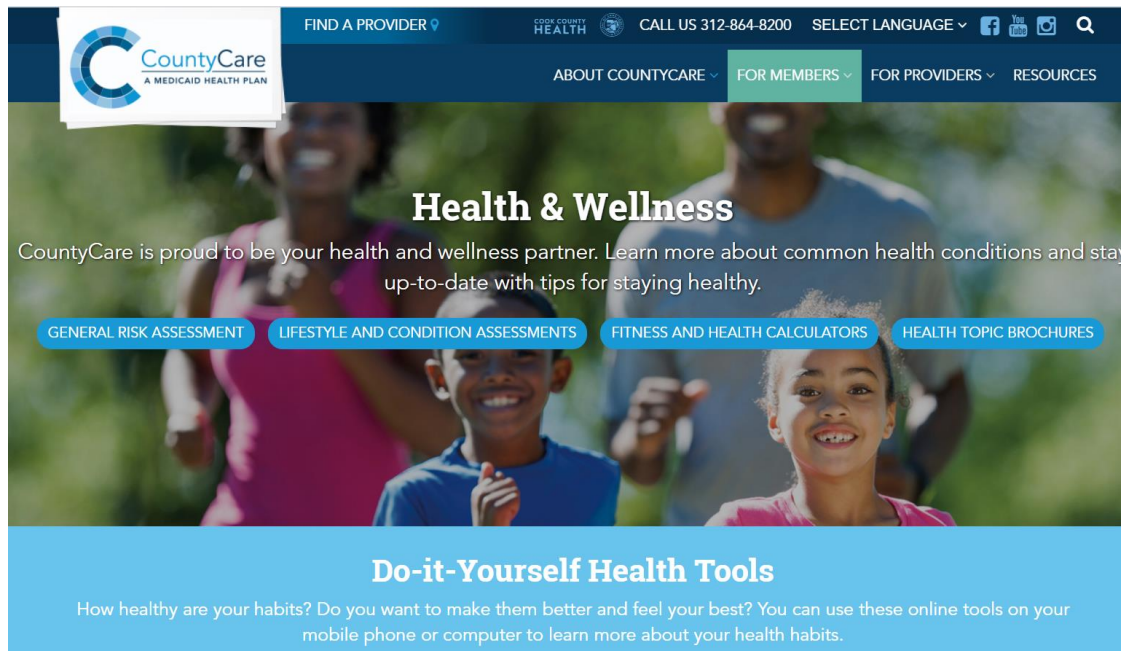 CountyCare
A MEDICAID HEALTH PLAN
FIND A PROVIDER
COOK COUNTY
HEALTH
CALL US 312-864-8200
SELECT LANGUAGE
You
Tube
ABOUT COUNTYCARE
FOR MEMBERS
FOR PROVIDERS
RESOURCES
Health & Wellness
CountyCare is proud to be your health and wellness partner. Learn more about common health conditions and stay
up-to-date with tips for staying healthy.
GENERAL RISK ASSESSMENT
LIFESTYLE AND CONDITION ASSESSMENTS
FITNESS AND HEALTH CALCULATORS
HEALTH TOPIC BROCHURES
Do-it-Yourself Health Tools
How healthy are your habits? Do you want to make them better and feel your best? You can use these online tools on your
mobile phone or computer to learn more about your health habits.